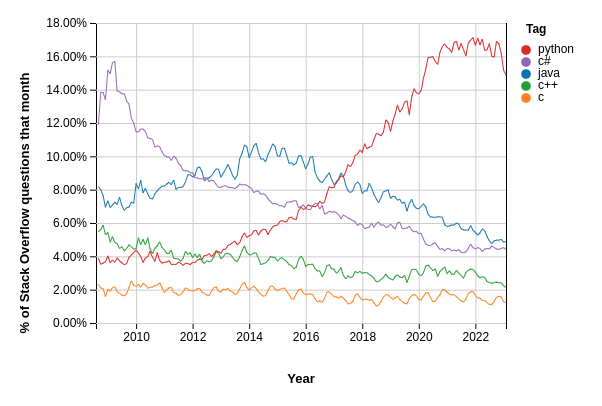 18.00%
16.00%
14.00%
12.00%
10.00%
8.00%
6.00%
4.00%
2.00%
0.00%
% of Stack Overflow questions that month
2010
2012
2014
2016
2018
2020
2022
Year
Tag
python
c#
java
c++
c